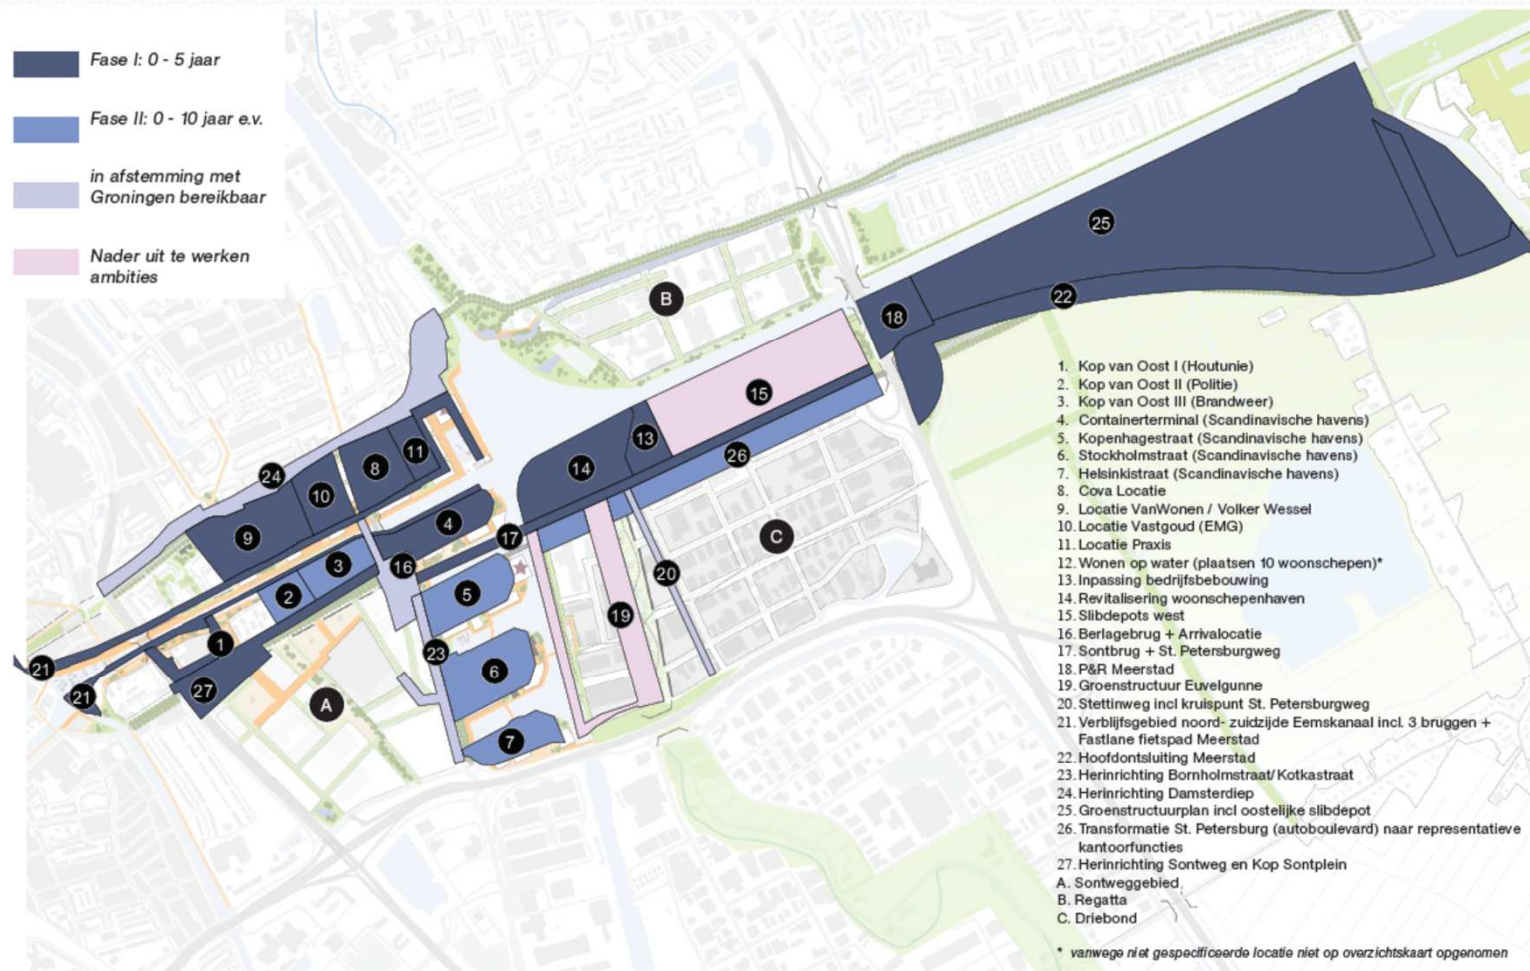 Fase I: 0 - 5 jaar
Fase II: 0 - 10 jaar e.v.
in afstemming met
Groningen bereikbaar
Nader uit te werken
ambities
25
B
22
18
15
13
26
14
11
8
24
10
4
9
17
C
16
3
20
5
2
19
1
23
21
6
27
21
A
7
1. Kop van Oost I (Houtunie)
2. Kop van Oost II (Politie)
3. Kop van Oost III (Brandweer)
4. Containerterminal (Scandinavische havens)
5. Kopenhagestraat (Scandinavische havens)
6. Stockholmstraat (Scandinavische havens)
7. Helsinkistraat (Scandinavische havens)
8. Cova Locatie
9. Locatie VanWonen / Volker Wessel
10. Locatie Vastgoud (EMG)
11. Locatie Praxis
12. Wonen op water (plaatsen 10 woonschepen)*
13. Inpassing bedrijfsbebouwing
14. Revitalisering woonschepenhaven
15. Slibdepots west
16. Berlagebrug + Arrivalocatie
17. Sontbrug + St. Petersburgweg
18. P&R Meerstad
19. Groenstructuur Euvelgunne
20. Stettinweg incl kruispunt St. Petersburgweg
21. Verblijfsgebied noord- zuidzijde Eemskanaal incl. 3 bruggen +
Fastlane fietspad Meerstad
22. Hoofdontsluiting Meerstad
23. Herinrichting Bornholmstraat/ Kotkastraat
24. Herinrichting Damsterdiep
25. Groenstructuurplan incl oostelijke slibdepot
26. Transformatie St. Petersburg (autoboulevard) naar representatieve
kantoorfuncties
27. Herinrichting Sontweg en Kop Sontplein
A. Sontweggebied
B. Regatta
C. Driebond
* vanwege niet gespecificeerde locatie niet op overzichtskaart opgenomen